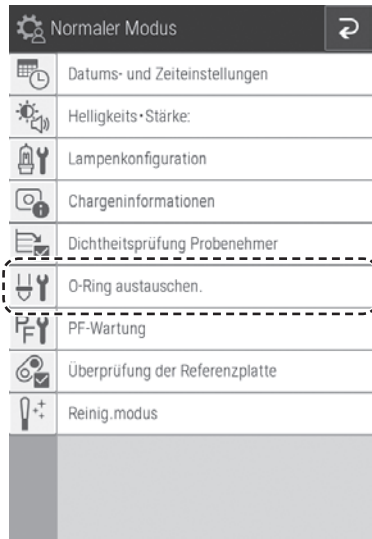 Normaler Modus
Datums- und Zeiteinstellungen
Helligkeits･Stärke:
Lampenkonfiguration
Chargeninformationen
Dichtheitsprüfung Probenehmer
O-Ring austauschen.
PF PF-Wartung
Überprüfung der Referenzplatte
Reinig.modus